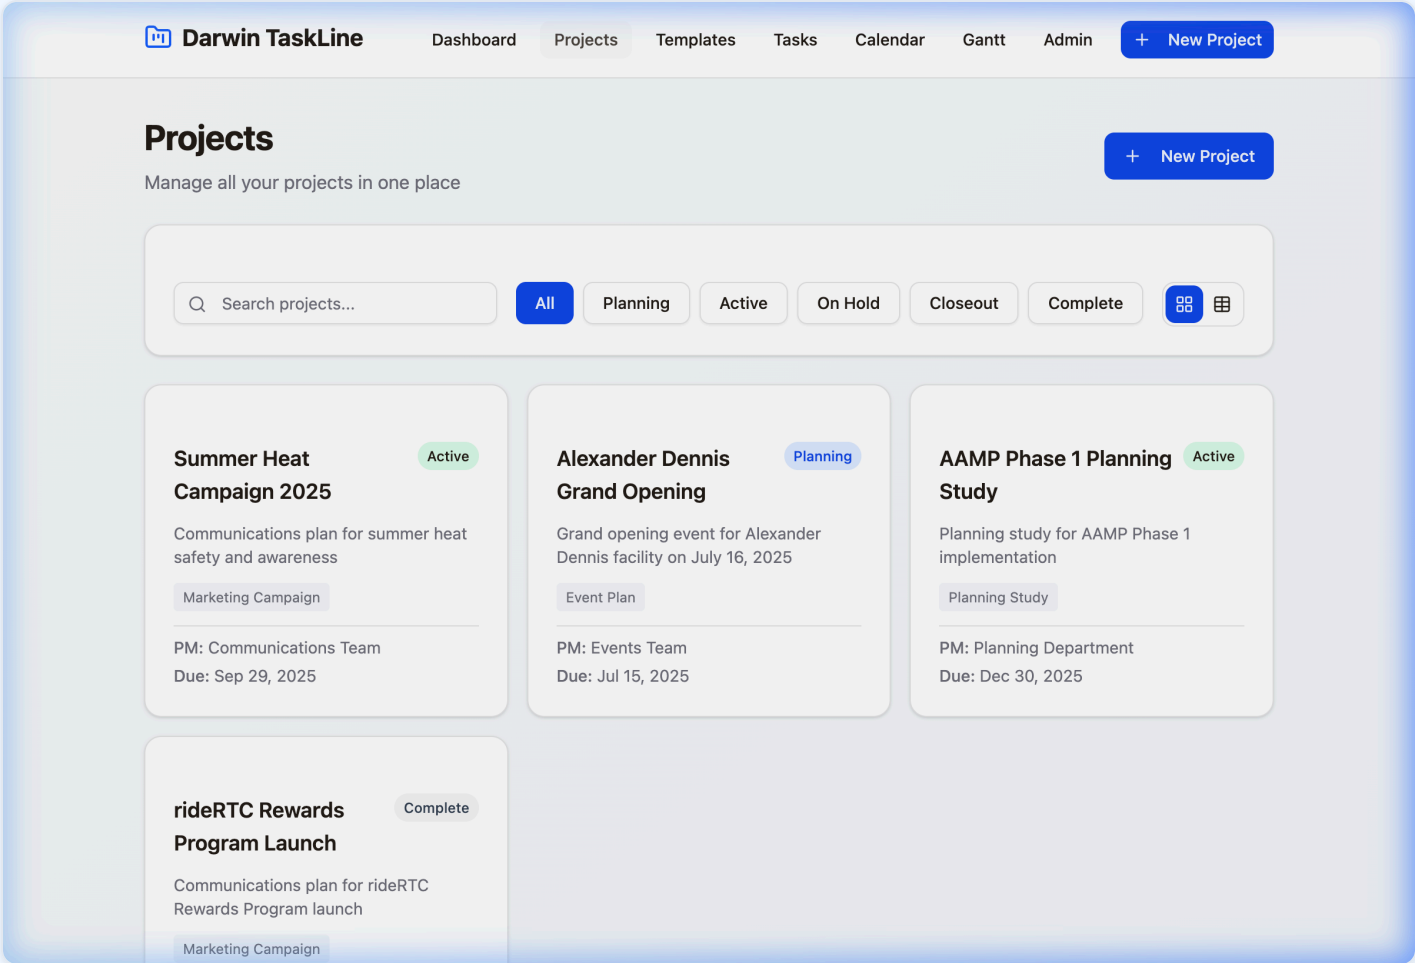 Darwin TaskLine
Dashboard
Projects
Templates
Tasks
Calendar
Gantt
Admin
+ New Project
Projects
Manage all your projects in one place
+ New Project
Search projects...
All
Planning
Active
On Hold
Closeout
Complete
Summer Heat
Campaign 2025
Active
Communications plan for summer heat
safety and awareness
Marketing Campaign
PM: Communications Team
Due: Sep 29, 2025
Alexander Dennis
Grand Opening
Planning
Grand opening event for Alexander
Dennis facility on July 16, 2025
Event Plan
PM: Events Team
Due: Jul 15, 2025
AAMP Phase 1 Planning
Study
Active
Planning study for AAMP Phase 1
implementation
Planning Study
PM: Planning Department
Due: Dec 30, 2025
rideRTC Rewards
Program Launch
Complete
Communications plan for rideRTC
Rewards Program launch
Marketing Campaign